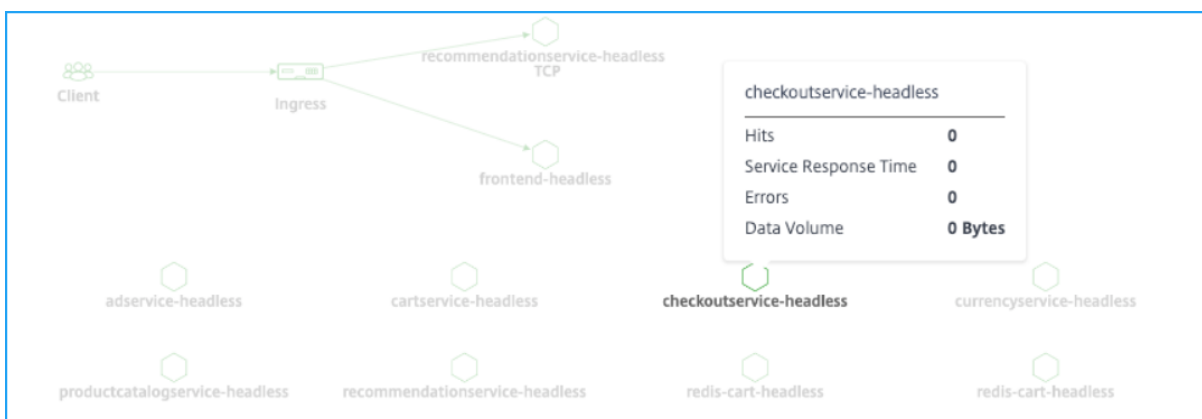 recommendationservice-headless
TCP
Client
Ingress
frontend-headless
checkoutservice-headless
Hits 0
Service Response Time 0
Errors 0
Data Volume 0 Bytes
adservice-headless
cartservice-headless
checkoutservice-headless
currencyservice-headless
productcatalogservice-headless
recommendationservice-headless
redis-cart-headless
redis-cart-headless